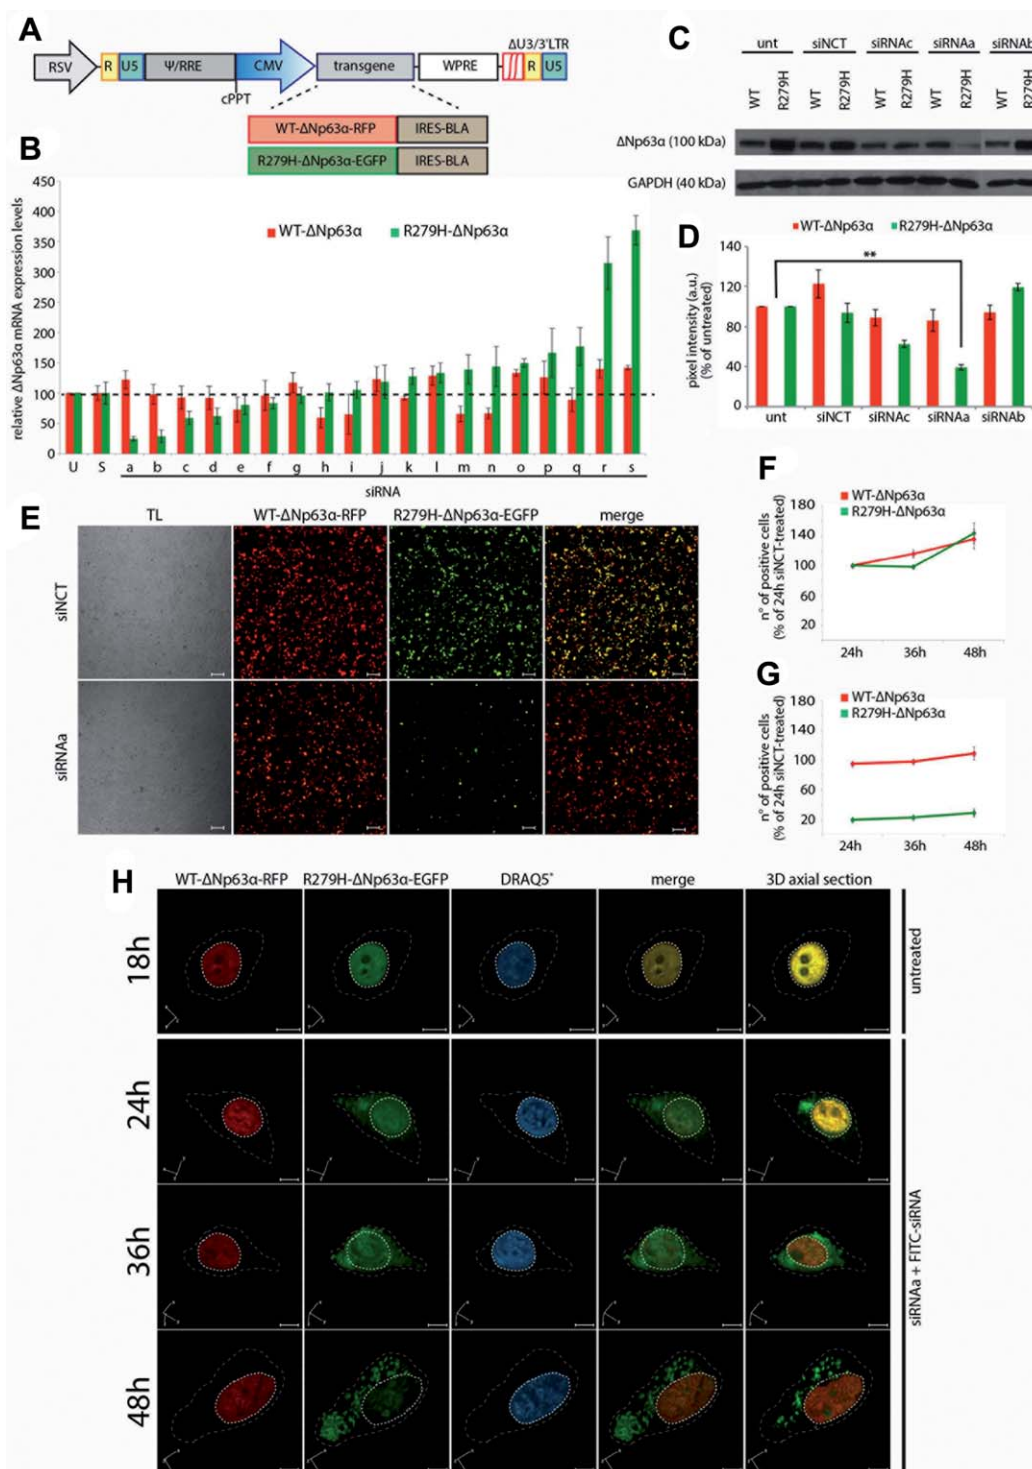 A
RSV R U5 Ψ/RRE CMV transgene WPRE R U5
ΔU3/3'LTR
cPPT
WT-ΔNp63α-RFP IRES-BLA
R279H-ΔNp63α-EGFP IRES-BLA
B
relative ΔNp63α mRNA expression levels
450
400
350
300
250
200
150
100
50
0
WT-ΔNp63α R279H-ΔNp63α
U S a b c d e f g h i j k l m n o p q r s
siRNA
C
unt siNCT siRNAc siRNAa siRNAb
WT R279H WT R279H WT R279H WT R279H WT R279H
ΔNp63α (100 kDa)
GAPDH (40 kDa)
D
WT-ΔNp63α R279H-ΔNp63α
pixel intensity (a.u.)
(% of untreated)
140
120
80
40
0
**
unt siNCT siRNAc siRNAa siRNAb
E
TL WT-ΔNp63α-RFP R279H-ΔNp63α-EGFP merge
siNCT
siRNAa
F
WT-ΔNp63α
R279H-ΔNp63α
n° of positive cells
(% of 24h siNCT-treated)
180
140
100
60
20
24h 36h 48h
G
WT-ΔNp63α
R279H-ΔNp63α
n° of positive cells
(% of 24h siNCT-treated)
180
140
100
60
20
24h 36h 48h
H
WT-ΔNp63α-RFP R279H-ΔNp63α-EGFP DRAQ5* merge 3D axial section
18h
untreated
24h
36h
48h
siRNAa + FITC-siRNA